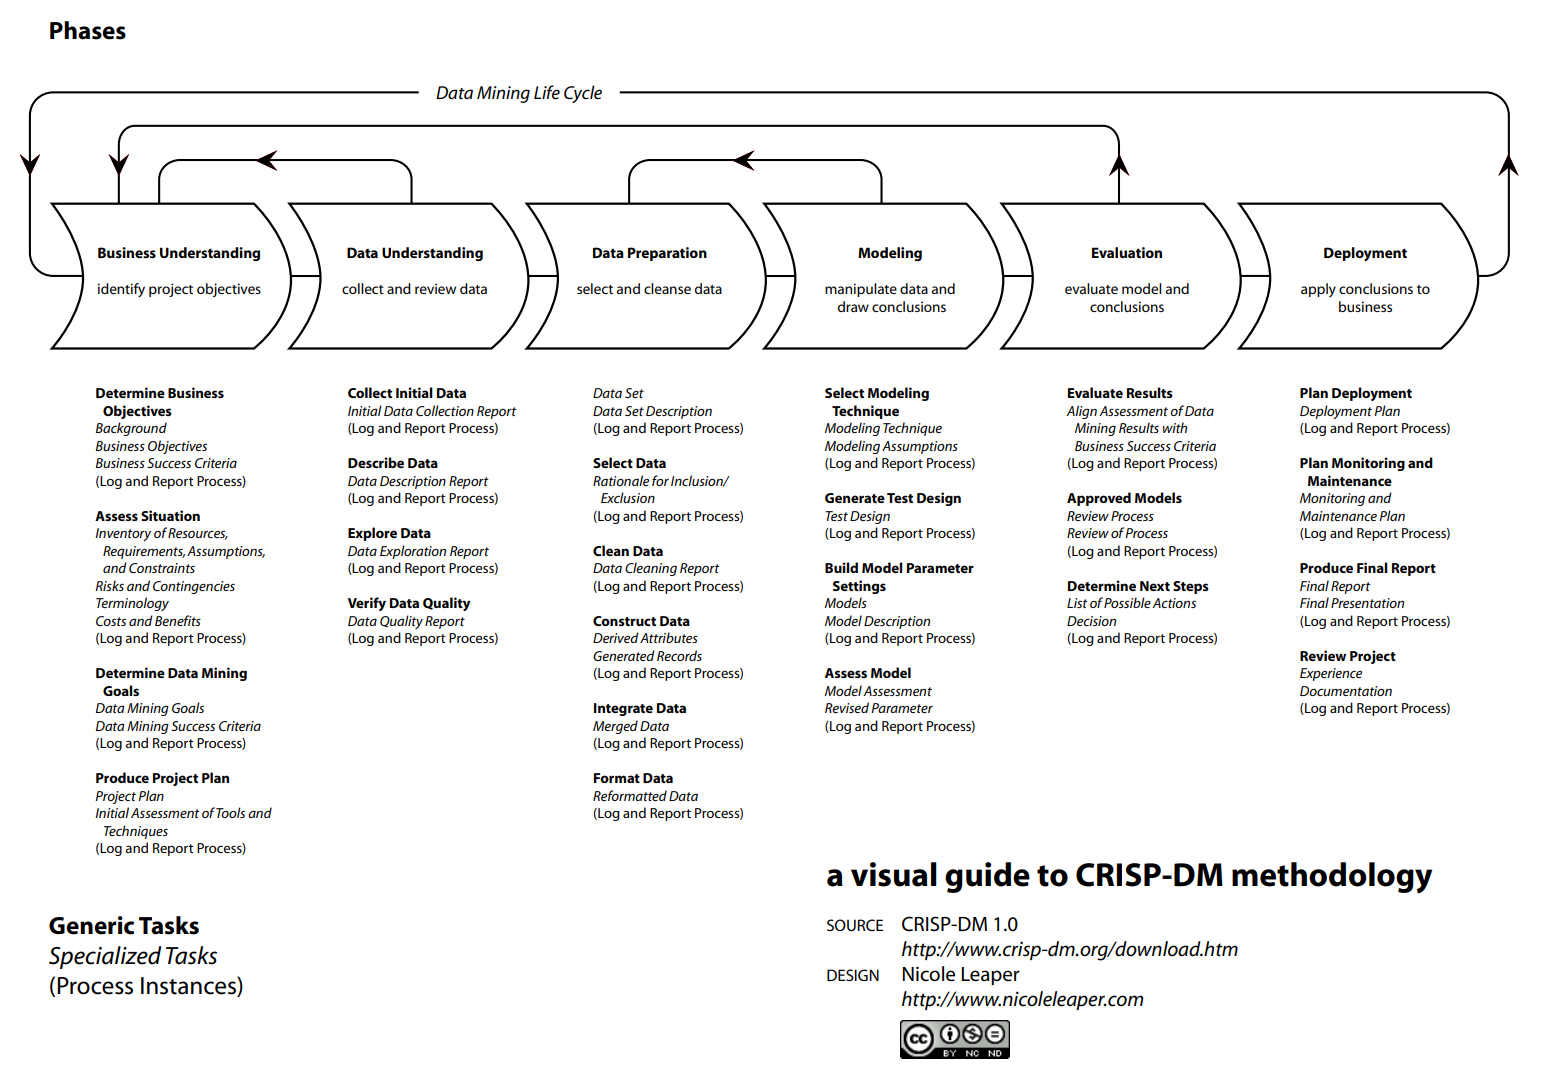 Phases
Data Mining Life Cycle
Business Understanding
identify project objectives
Data Understanding
collect and review data
Data Preparation
select and cleanse data
Modeling
manipulate data and
draw conclusions
Evaluation
evaluate model and
conclusions
Deployment
apply conclusions to
business
Determine Business
Objectives
Background
Business Objectives
Business Success Criteria
(Log and Report Process)
Assess Situation
Inventory of Resources,
Requirements, Assumptions,
and Constraints
Risks and Contingencies
Terminology
Costs and Benefits
(Log and Report Process)
Determine Data Mining
Goals
Data Mining Goals
Data Mining Success Criteria
(Log and Report Process)
Produce Project Plan
Project Plan
Initial Assessment of Tools and
Techniques
(Log and Report Process)
Collect Initial Data
Initial Data Collection Report
(Log and Report Process)
Describe Data
Data Description Report
(Log and Report Process)
Explore Data
Data Exploration Report
(Log and Report Process)
Verify Data Quality
Data Quality Report
(Log and Report Process)
Data Set
Data Set Description
(Log and Report Process)
Select Data
Rationale for Inclusion/
Exclusion
(Log and Report Process)
Clean Data
Data Cleaning Report
(Log and Report Process)
Construct Data
Derived Attributes
Generated Records
(Log and Report Process)
Integrate Data
Merged Data
(Log and Report Process)
Format Data
Reformatted Data
(Log and Report Process)
Select Modeling
Technique
Modeling Technique
Modeling Assumptions
(Log and Report Process)
Generate Test Design
Test Design
(Log and Report Process)
Build Model Parameter
Settings
Models
Model Description
(Log and Report Process)
Assess Model
Model Assessment
Revised Parameter
(Log and Report Process)
Evaluate Results
Align Assessment of Data
Mining Results with
Business Success Criteria
(Log and Report Process)
Approved Models
Review Process
Review of Process
(Log and Report Process)
Determine Next Steps
List of Possible Actions
Decision
(Log and Report Process)
Plan Deployment
Deployment Plan
(Log and Report Process)
Plan Monitoring and
Maintenance
Monitoring and
Maintenance Plan
(Log and Report Process)
Produce Final Report
Final Report
Final Presentation
(Log and Report Process)
Review Project
Experience
Documentation
(Log and Report Process)
Generic Tasks
Specialized Tasks
(Process Instances)
a visual guide to CRISP-DM methodology
SOURCE CRISP-DM 1.0
http://www.crisp-dm.org/download.htm
DESIGN Nicole Leaper
http://www.nicoleleaper.com
cc
BY NC ND